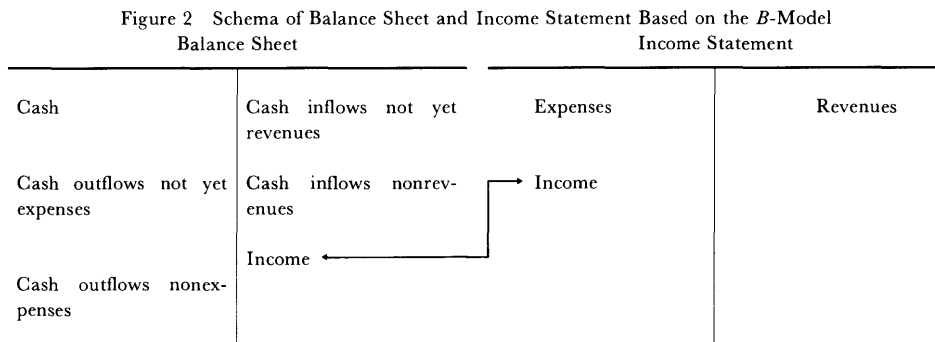 Figure 2 Schema of Balance Sheet and Income Statement Based on the B-Model
Balance Sheet
Income Statement
Cash
Cash outflows not yet
expenses
Cash outflows nonex-
penses
Cash inflows not yet
revenues
Cash inflows nonrev-
enues
Income
Expenses
Income
Revenues